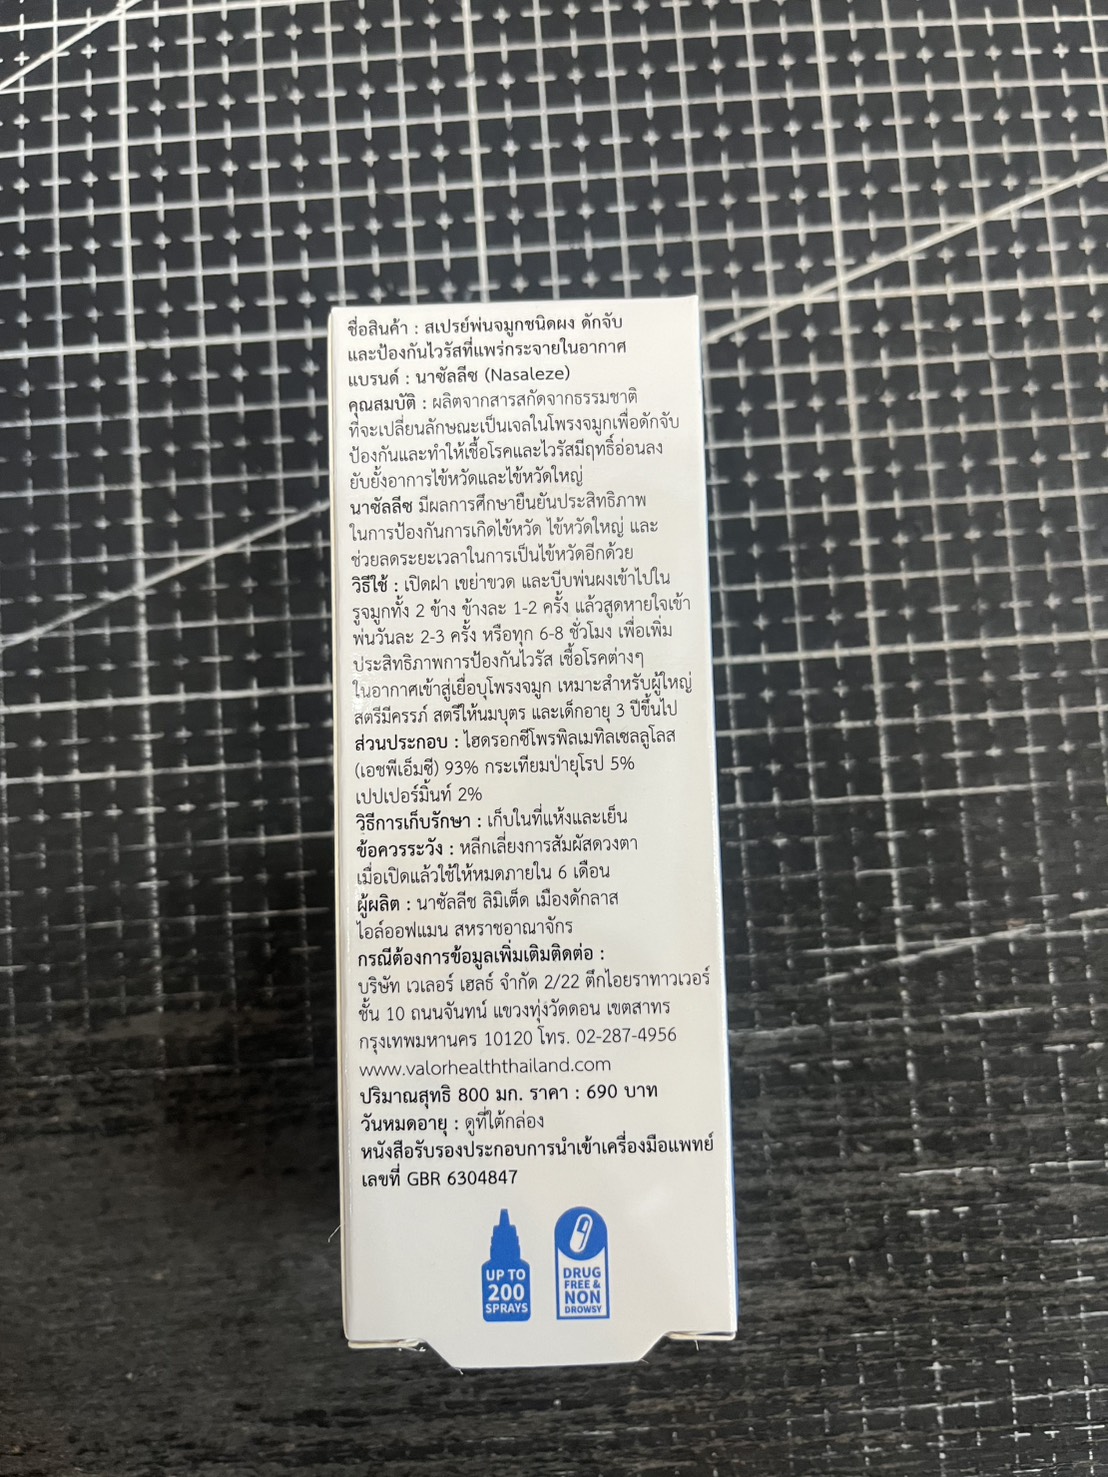 ชื่อสินค้า : สเปรย์พ่นจมูกชนิดผง ดักจับ
และป้องกันไวรัสที่แพร่กระจายในอากาศ
แบรนด์ : นาซัลลีซ (Nasaleze)
คุณสมบัติ : ผลิตจากสารสกัดจากธรรมชาติ
ที่จะเปลี่ยนลักษณะเป็นเจลในโพรงจมูกเพื่อดักจับ
ป้องกันและทำให้เชื้อโรคและไวรัสมีฤทธิ์อ่อนลง
ยับยั้งอาการไข้หวัดและไข้หวัดใหญ่
นาซัลลีซ มีผลการศึกษายืนยันประสิทธิภาพ
ในการป้องกันการเกิดไข้หวัด ไข้หวัดใหญ่ และ
ช่วยลดระยะเวลาในการเป็นไข้หวัดอีกด้วย
วิธีใช้ : เปิดฝา เขย่าขวด และบีบพ่นผงเข้าไปใน
รูจมูกทั้ง 2 ข้าง ข้างละ 1-2 ครั้ง แล้วสูดหายใจเข้า
พ่นวันละ 2-3 ครั้ง หรือทุก 6-8 ชั่วโมง เพื่อเพิ่ม
ประสิทธิภาพการป้องกันไวรัส เชื้อโรคต่างๆ
ในอากาศเข้าสู่เยื่อบุโพรงจมูก เหมาะสำหรับผู้ใหญ่
สตรีมีครรภ์ สตรีให้นมบุตร และเด็กอายุ 3 ปีขึ้นไป
ส่วนประกอบ : ไฮดรอกซีโพรพิลเมทิลเซลลูโลส
(เอชพีเอ็มซี) 93% กระเทียมป่ายุโรป 5%
เปปเปอร์มิ้นท์ 2%
วิธีการเก็บรักษา : เก็บในที่แห้งและเย็น
ข้อควรระวัง : หลีกเลี่ยงการสัมผัสดวงตา
เมื่อเปิดแล้วใช้ให้หมดภายใน 6 เดือน
ผู้ผลิต : นาซัลลีซ ลิมิเต็ด เมืองดักลาส
ไอล์ออฟแมน สหราชอาณาจักร
กรณีต้องการข้อมูลเพิ่มเติมติดต่อ :
บริษัท เวเลอร์ เฮลธ์ จำกัด 2/22 ตึกไอยราทาวเวอร์
ชั้น 10 ถนนจันทน์ แขวงทุ่งวัดดอน เขตสาทร
กรุงเทพมหานคร 10120 โทร. 02-287-4956
www.valorhealththailand.com
ปริมาณสุทธิ 800 มก. ราคา : 690 บาท
วันหมดอายุ : ดูที่ใต้กล่อง
หนังสือรับรองประกอบการนำเข้าเครื่องมือแพทย์
เลขที่ GBR 6304847
UP TO
200
SPRAYS
DRUG
FREE &
NON
DROWSY